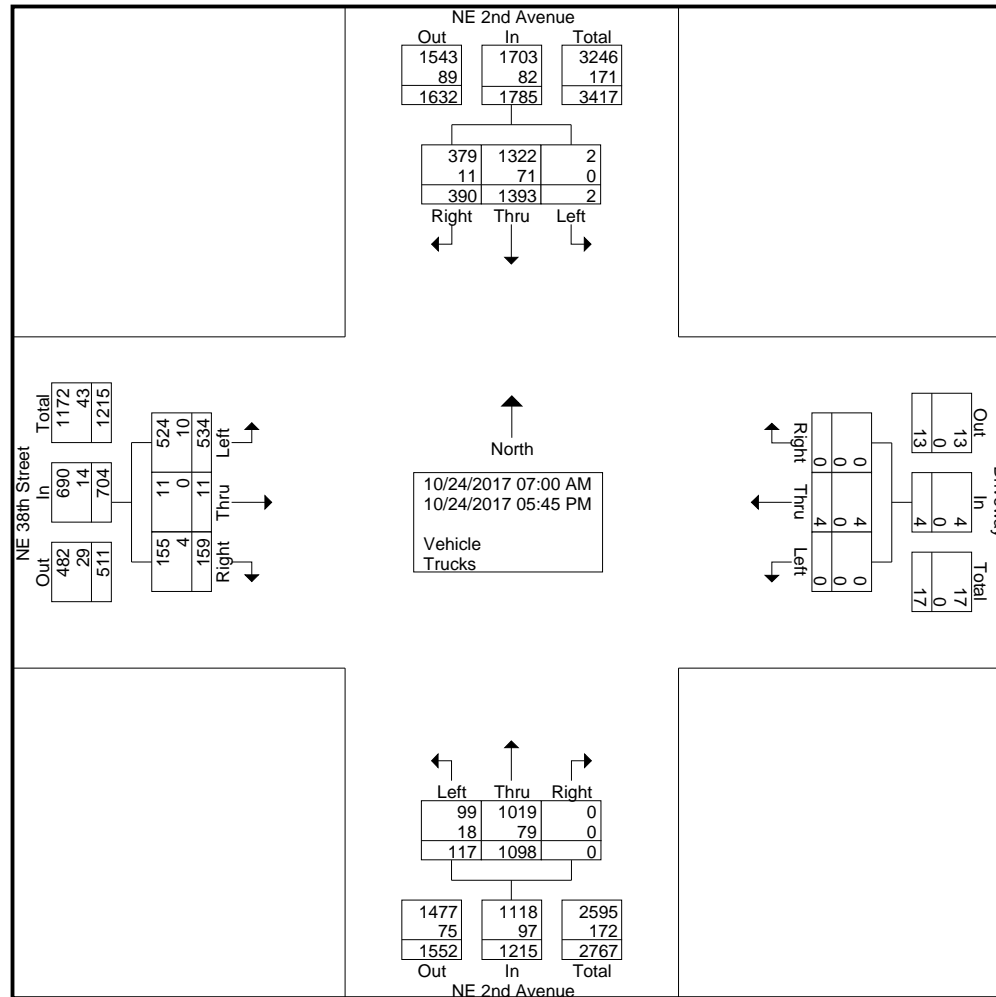 NE 2nd Avenue
Out In Total
1543 1703 3246
89 82 171
1632 1785 3417
379 1322 2
11 71 0
390 1393 2
Right Thru Left
NE 38th Street
Total
1172
43
1215
In
690
14
704
Out
482
29
511
Left
524
10
534
Thru
11
0
11
Right
155
4
159
North
10/24/2017 07:00 AM
10/24/2017 05:45 PM
Vehicle
Trucks
Right
0
0
0
Thru
4
0
4
Left
0
0
0
Out
13
0
13
In
4
0
4
Total
17
0
17
Left Thru Right
99 1019 0
18 79 0
117 1098 0
1477 1118 2595
75 97 172
1552 1215 2767
Out In Total
NE 2nd Avenue